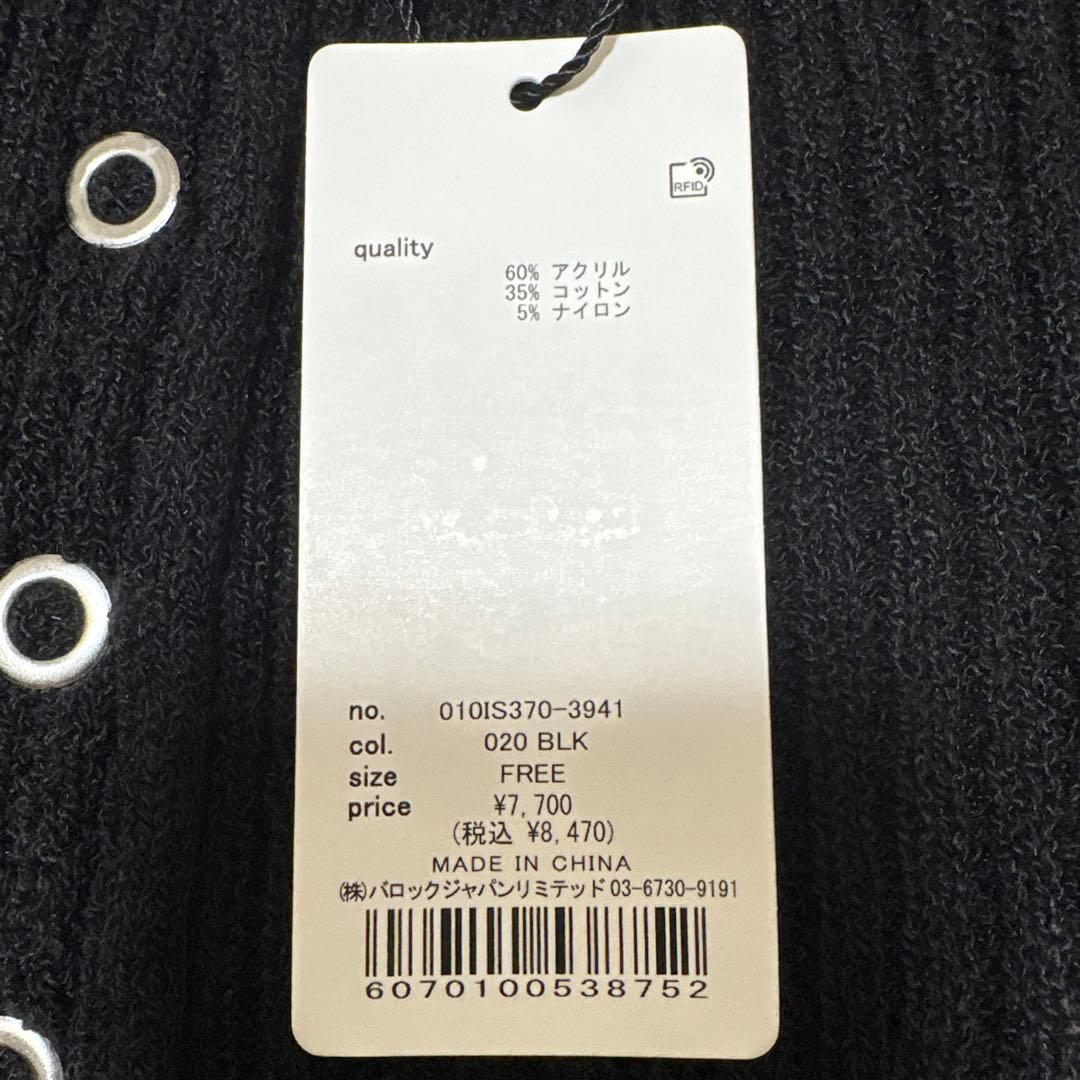 RFID
quality
60% アクリル
35% コットン
5% ナイロン
no. 010IS370-3941
col. 020 BLK
size FREE
price ¥7,700
(税込 ¥8,470)
MADE IN CHINA
㈱バロックジャパンリミテッド 03-6730-9191
6070100538752